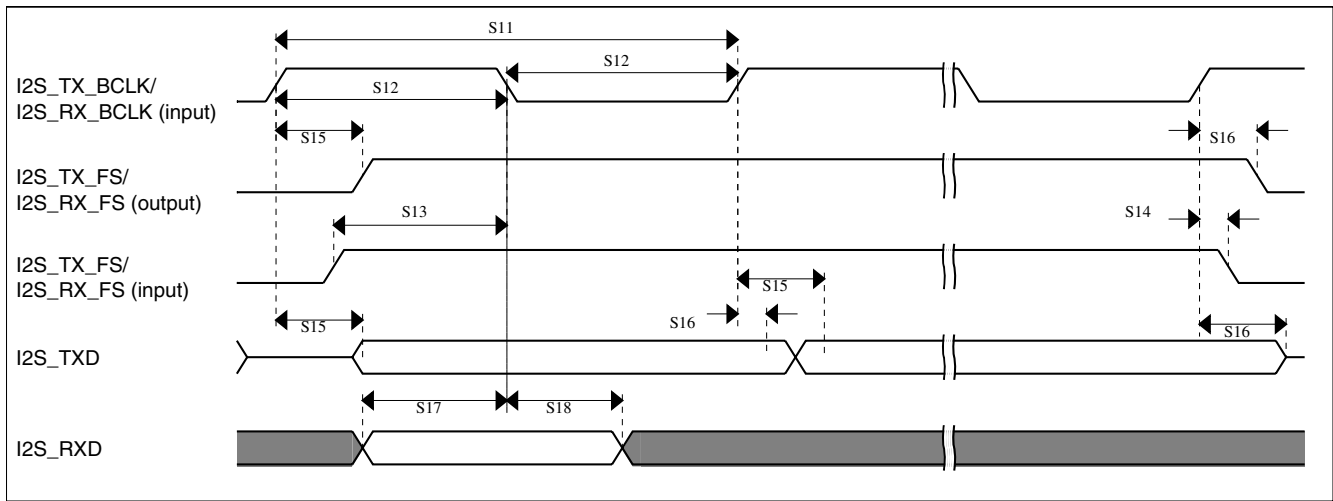 S11
I2S_TX_BCLK/
I2S_RX_BCLK (input)
S12
S12
S15
S16
I2S_TX_FS/
I2S_RX_FS (output)
S13
S14
I2S_TX_FS/
I2S_RX_FS (input)
S15
S15
S16
S16
I2S_TXD
S17
S18
I2S_RXD